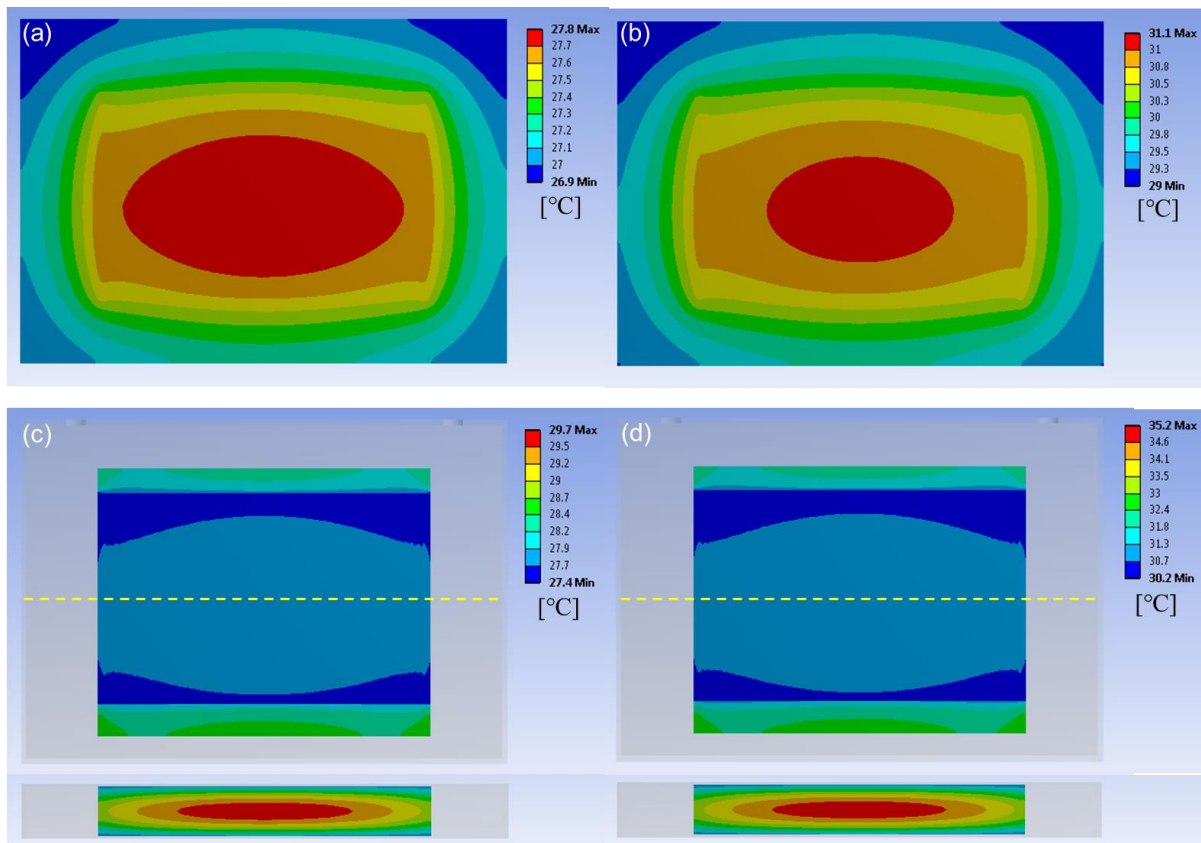 (a)
27.8 Max
27.7
27.6
27.5
27.4
27.3
27.2
27.1
27
26.9 Min
[°C]
(b)
31.1 Max
31
30.8
30.5
30.3
30
29.8
29.5
29.3
29 Min
[°C]
(c)
29.7 Max
29.5
29.2
29
28.7
28.4
28.2
27.9
27.7
27.4 Min
[°C]
(d)
35.2 Max
34.6
34.1
33.5
33
32.4
31.8
31.3
30.7
30.2 Min
[°C]